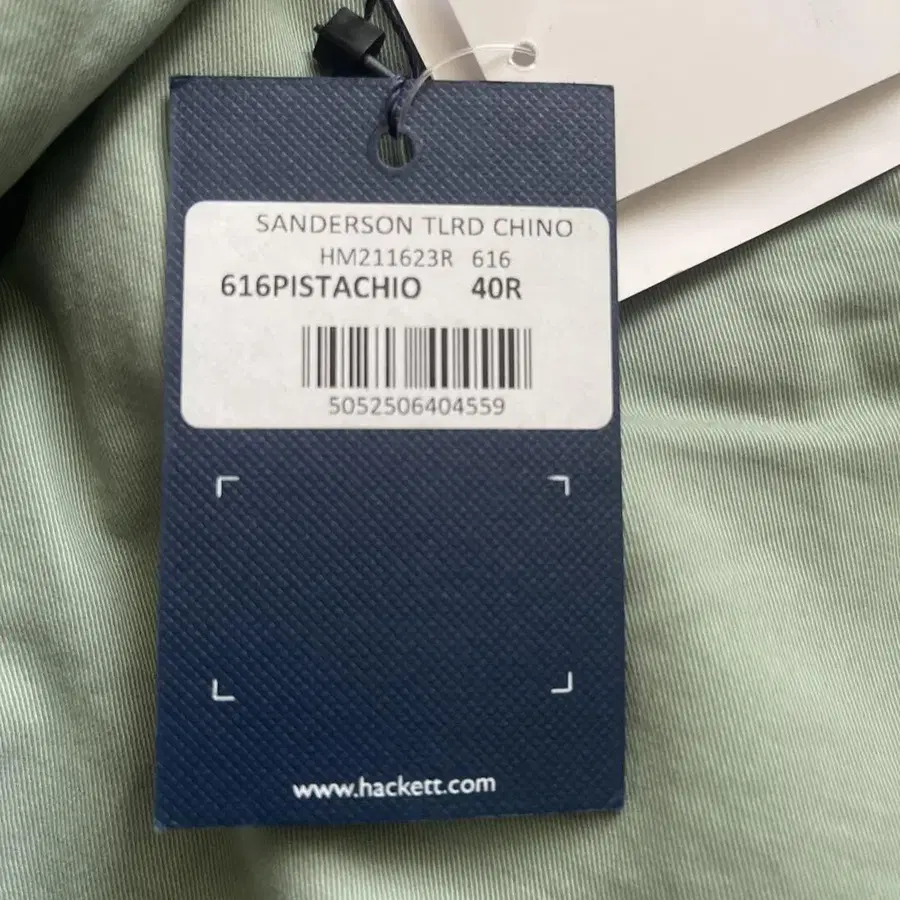 SANDERSON TLRD CHINO
HM211623R 616
616PISTACHIO 40R
5052506404559
www.hackett.com